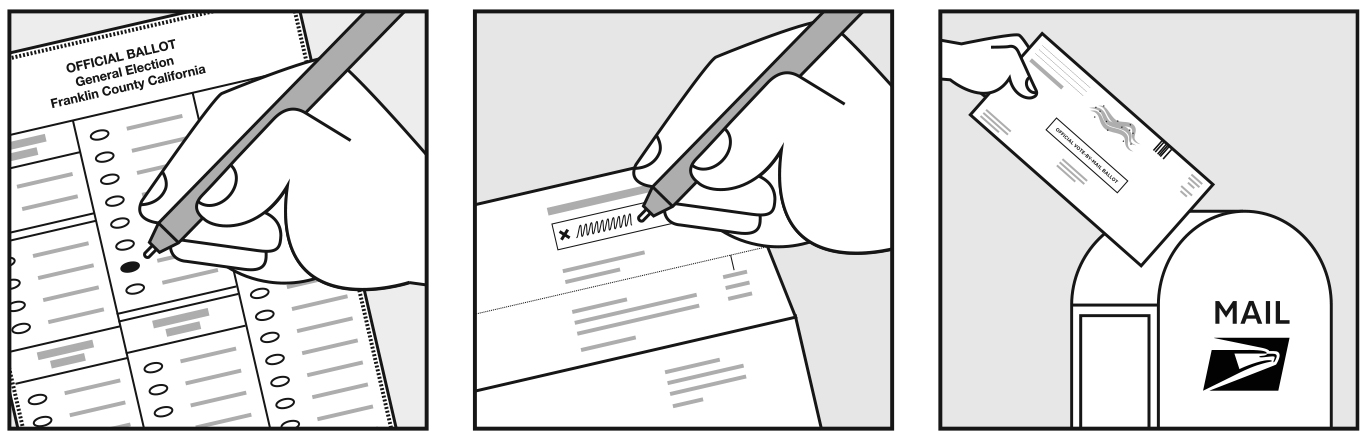 OFFICIAL BALLOT
General Election
Franklin County California
OFFICIAL VOTE-BY-MAIL BALLOT
MAIL